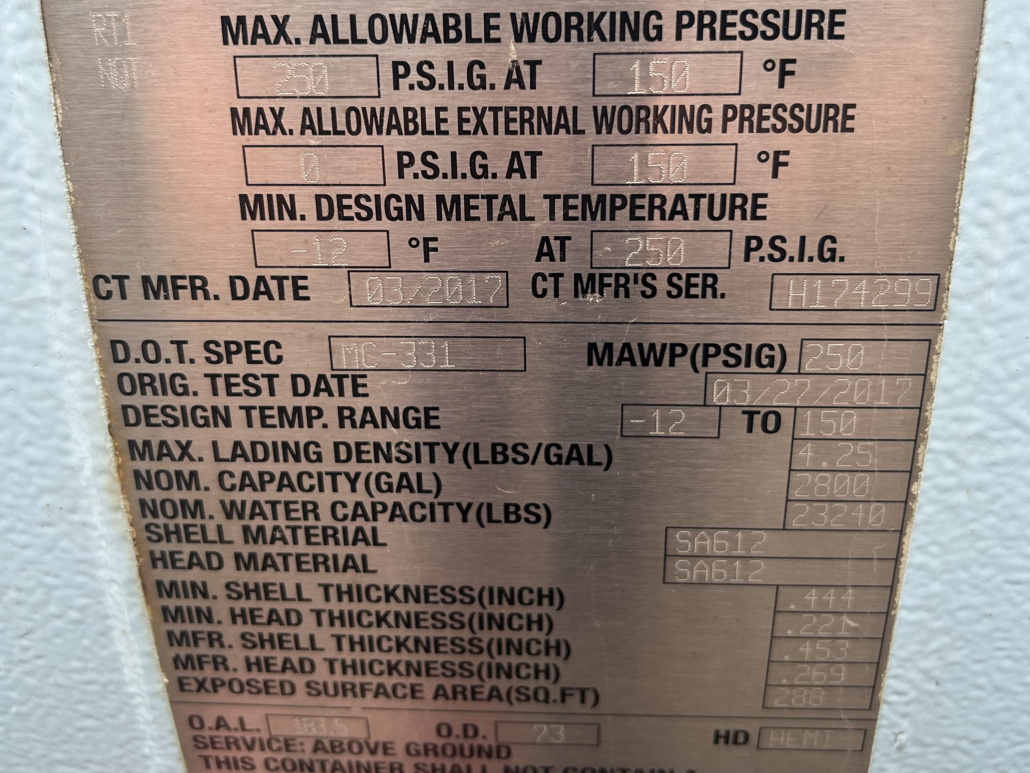 RT1 MAX. ALLOWABLE WORKING PRESSURE
NOT 250 P.S.I.G. AT 150 °F
MAX. ALLOWABLE EXTERNAL WORKING PRESSURE
0 P.S.I.G. AT 150 °F
MIN. DESIGN METAL TEMPERATURE
-12 °F AT 250 P.S.I.G.
CT MFR. DATE 03/2017 CT MFR'S SER. H174299
D.O.T. SPEC MC-331 MAWP(PSIG) 250
ORIG. TEST DATE 03/27/2017
DESIGN TEMP. RANGE -12 TO 150
MAX. LADING DENSITY(LBS/GAL) 4.25
NOM. CAPACITY(GAL) 2800
NOM. WATER CAPACITY(LBS) 23240
SHELL MATERIAL SA612
HEAD MATERIAL SA612
MIN. SHELL THICKNESS(INCH) .444
MIN. HEAD THICKNESS(INCH) .221
MFR. SHELL THICKNESS(INCH) .453
MFR. HEAD THICKNESS(INCH) .269
EXPOSED SURFACE AREA(SQ.FT) 288
O.A.L. 183.5 O.D. 73 HD HEMI
SERVICE: ABOVE GROUND
THIS CONTAINER SHALL NOT CONTAIN A